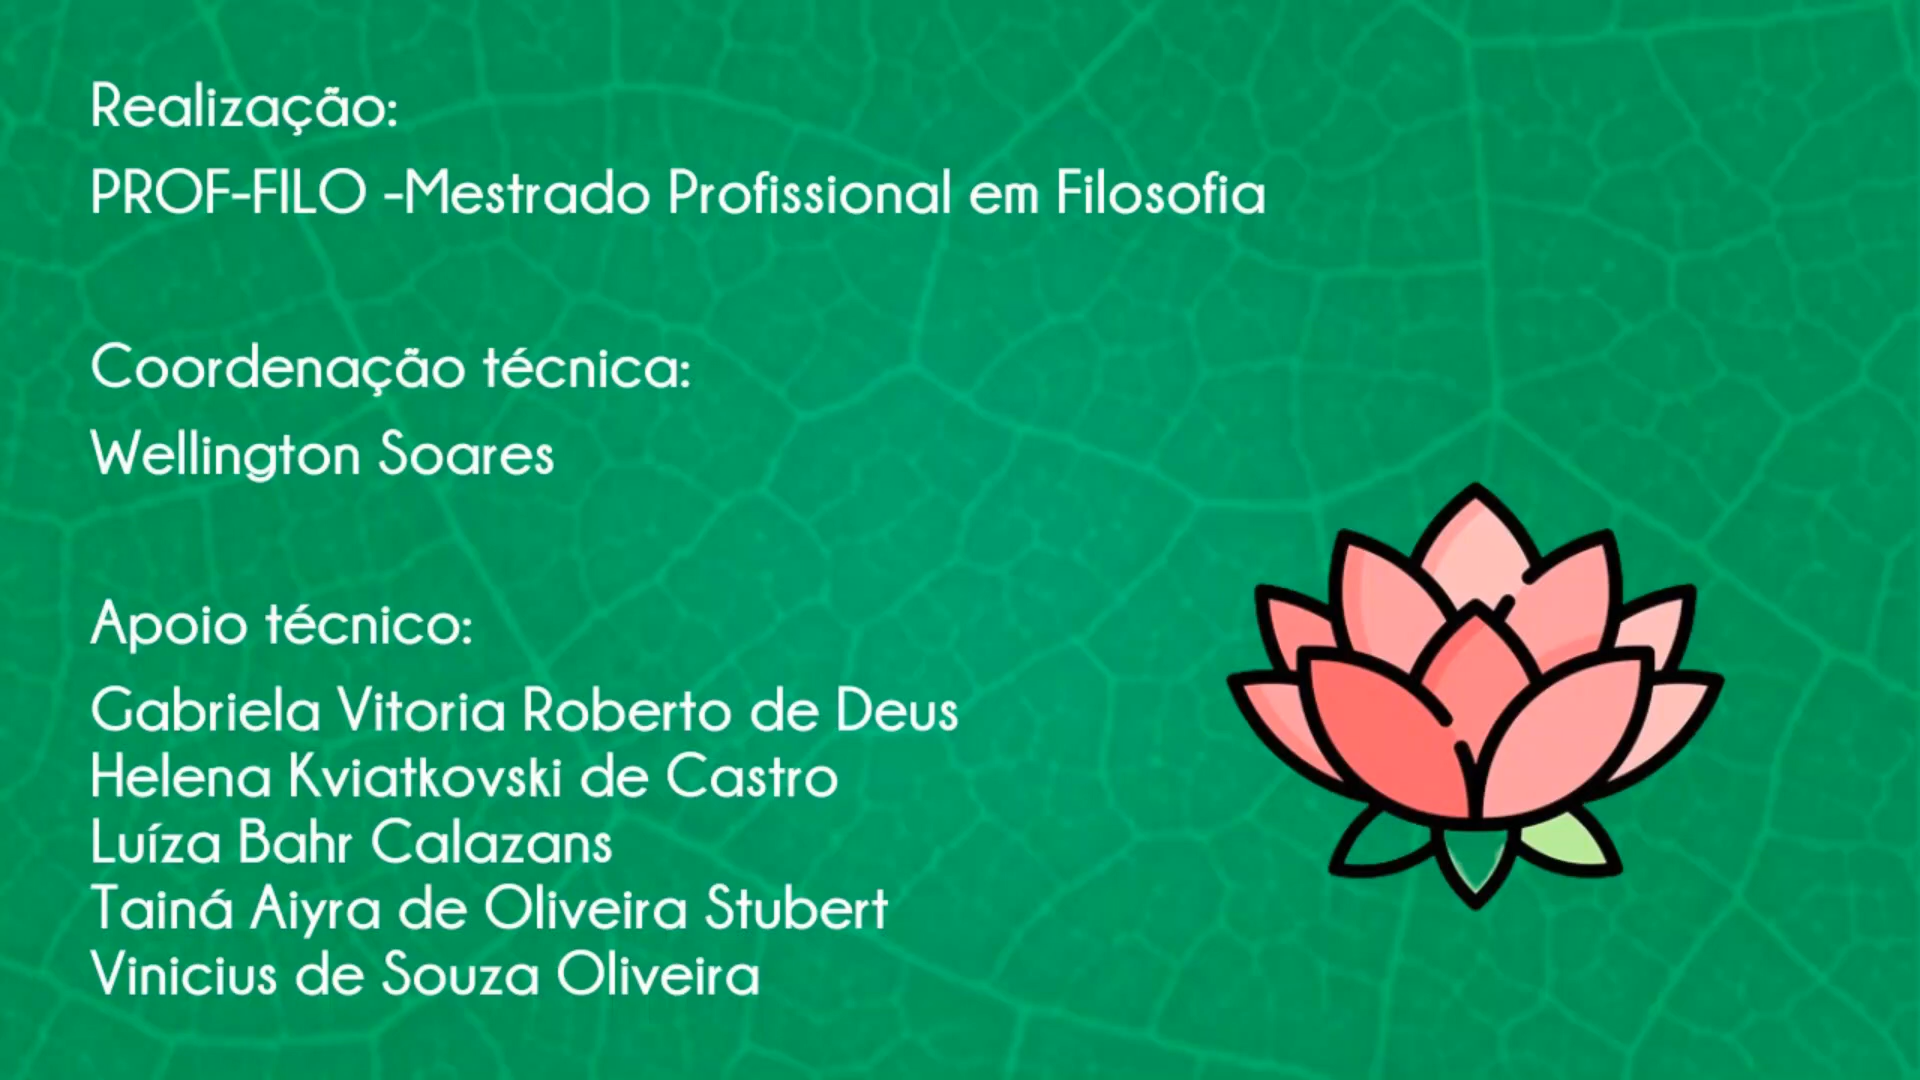 Realização:
PROF-FILO -Mestrado Profissional em Filosofia
Coordenação técnica:
Wellington Soares
Apoio técnico:
Gabriela Vitoria Roberto de Deus
Helena Kviatkovski de Castro
Luíza Bahr Calazans
Tainá Aiyra de Oliveira Stubert
Vinicius de Souza Oliveira